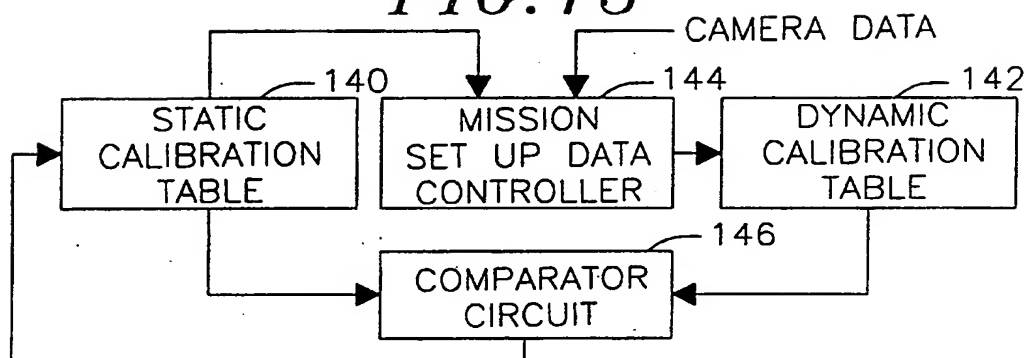 CAMERA DATA
140
STATIC
CALIBRATION
TABLE
144
MISSION
SET UP DATA
CONTROLLER
142
DYNAMIC
CALIBRATION
TABLE
146
COMPARATOR
CIRCUIT